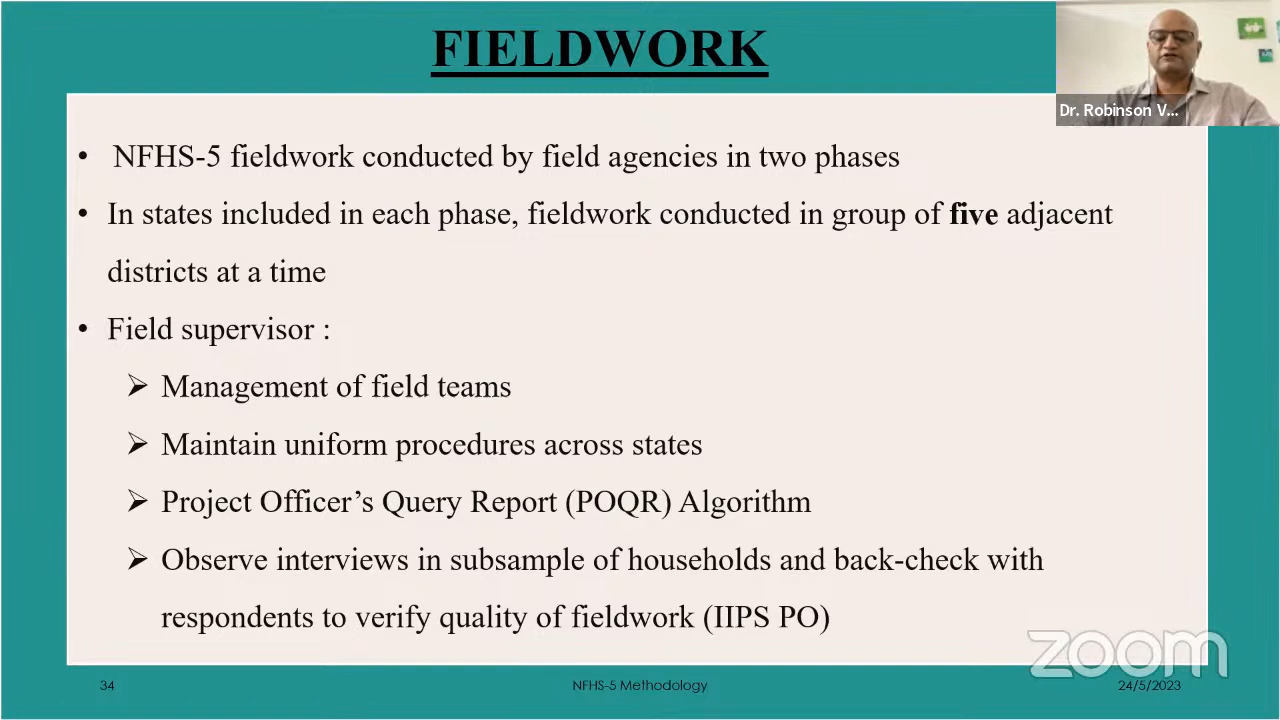 FIELDWORK
Dr. Robinson V...
• NFHS-5 fieldwork conducted by field agencies in two phases
• In states included in each phase, fieldwork conducted in group of five adjacent
districts at a time
• Field supervisor :
➢ Management of field teams
➢ Maintain uniform procedures across states
➢ Project Officer’s Query Report (POQR) Algorithm
➢ Observe interviews in subsample of households and back-check with
respondents to verify quality of fieldwork (IIPS PO)
zoom
34 NFHS-5 Methodology 24/5/2023